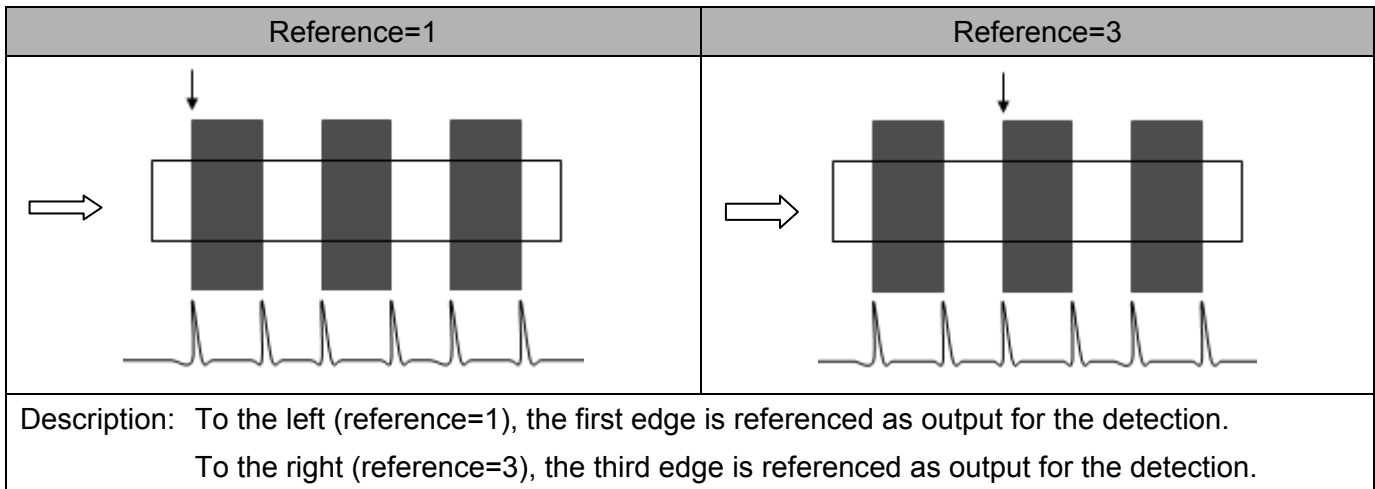 Reference=1
Reference=3
Description: To the left (reference=1), the first edge is referenced as output for the detection.
To the right (reference=3), the third edge is referenced as output for the detection.